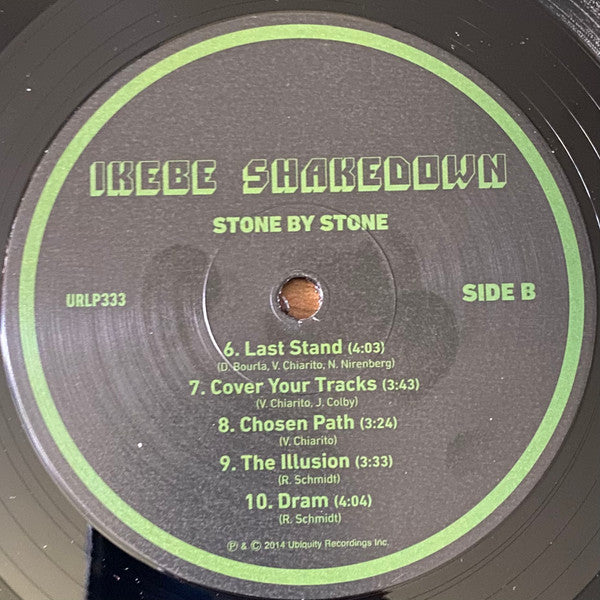 IKEBE SHAKEDOWN
STONE BY STONE
URLP333
SIDE B
6. Last Stand (4:03)
(D. Bourla, V. Chiarito, N. Nirenberg)
7. Cover Your Tracks (3:43)
(V. Chiarito, J. Colby)
8. Chosen Path (3:24)
(V. Chiarito)
9. The Illusion (3:33)
(R. Schmidt)
10. Dram (4:04)
(R. Schmidt)
℗ & © 2014 Ubiquity Recordings Inc.